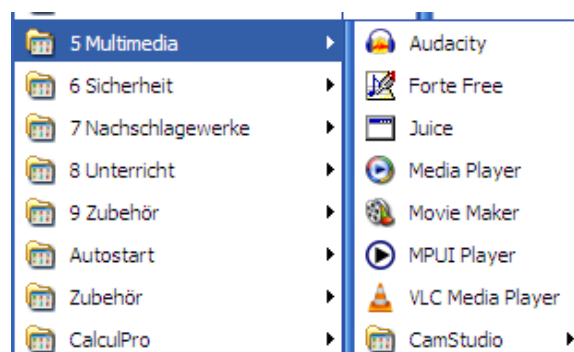 5 Multimedia
6 Sicherheit
7 Nachschlagewerke
8 Unterricht
9 Zubehör
Autostart
Zubehör
CalculPro
Audacity
Forte Free
Juice
Media Player
Movie Maker
MPUI Player
VLC Media Player
CamStudio